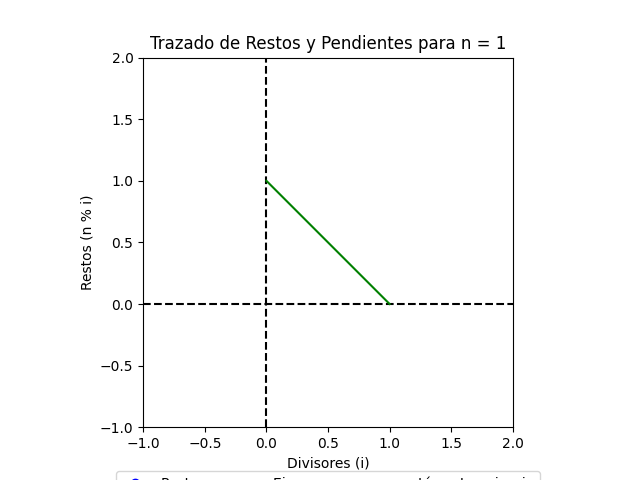 Trazado de Restos y Pendientes para n = 1
2.0
1.5
1.0
0.5
0.0
−0.5
−1.0
Restos (n % i)
−1.0 −0.5 0.0 0.5 1.0 1.5 2.0
Divisores (i)